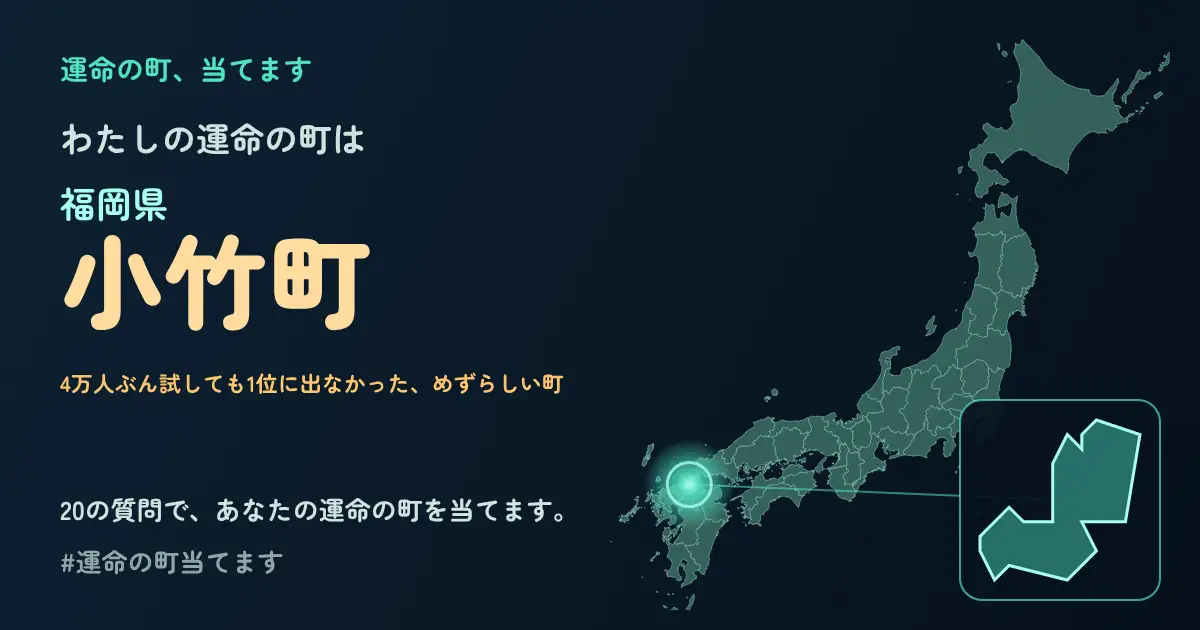 運命の町、当てます
わたしの運命の町は
福岡県
小竹町
4万人ぶん試しても1位に出なかった、めずらしい町
20の質問で、あなたの運命の町を当てます。
#運命の町当てます